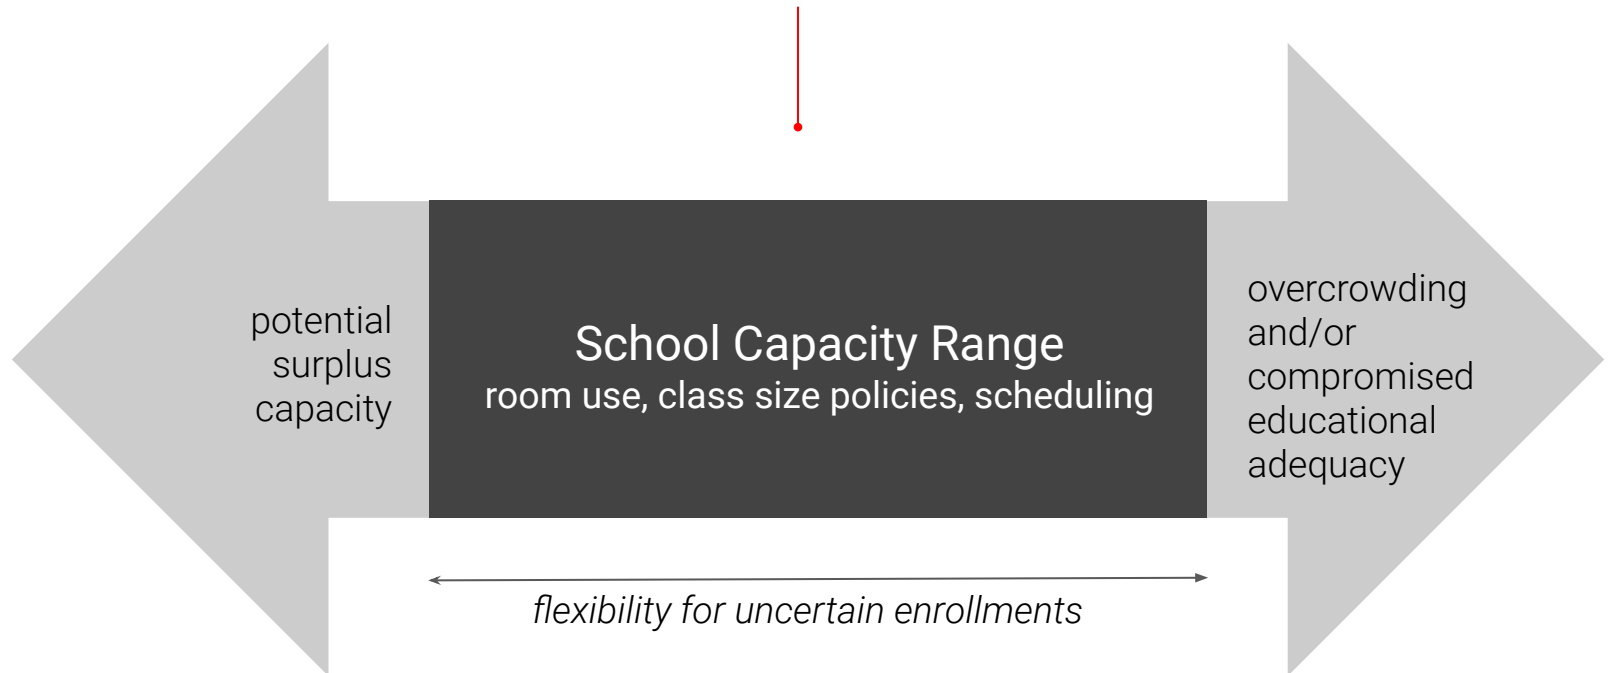 potential
surplus
capacity
School Capacity Range
room use, class size policies, scheduling
overcrowding
and/or
compromised
educational
adequacy
flexibility for uncertain enrollments